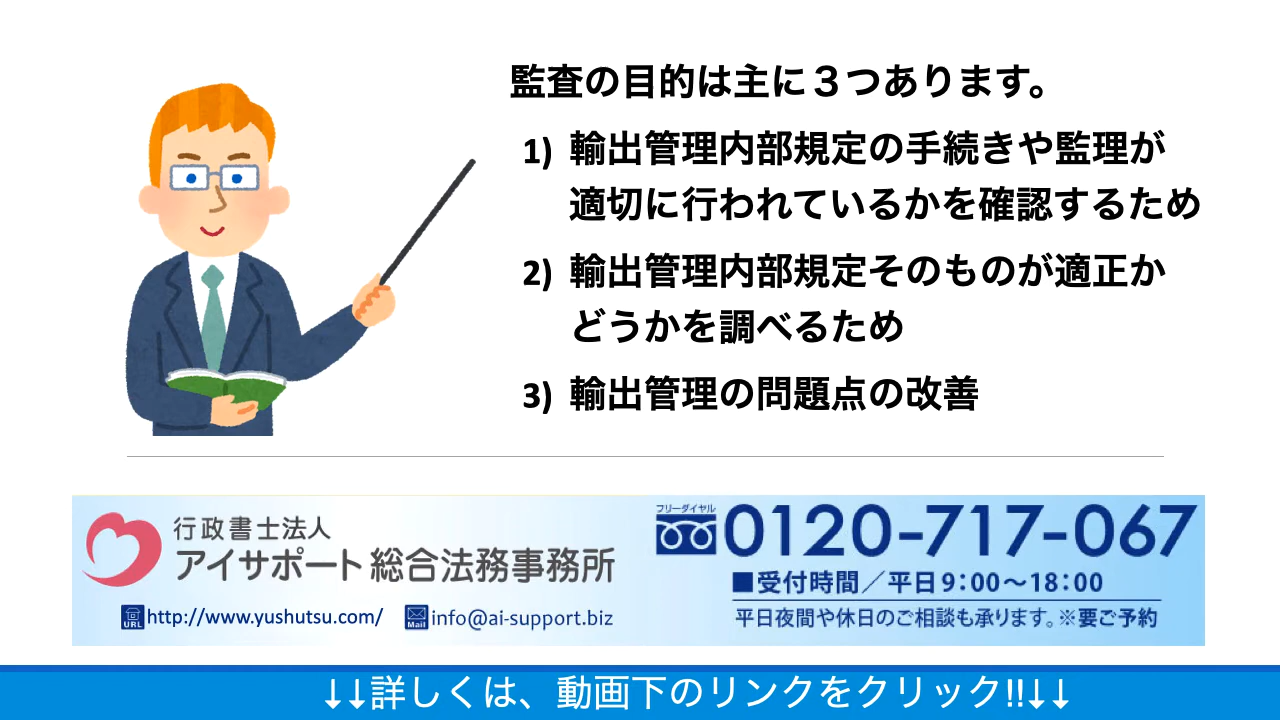 監査の目的は主に３つあります。
1) 輸出管理内部規定の手続きや監理が
適切に行われているかを確認するため
2) 輸出管理内部規定そのものが適正か
どうかを調べるため
3) 輸出管理の問題点の改善
行政書士法人
アイサポート総合法務事務所
URL http://www.yushutsu.com/ Mail info@ai-support.biz
フリーダイヤル
0120-717-067
■受付時間／平日9:00〜18:00
平日夜間や休日のご相談も承ります。※要ご予約
↓↓詳しくは、動画下のリンクをクリック!!↓↓